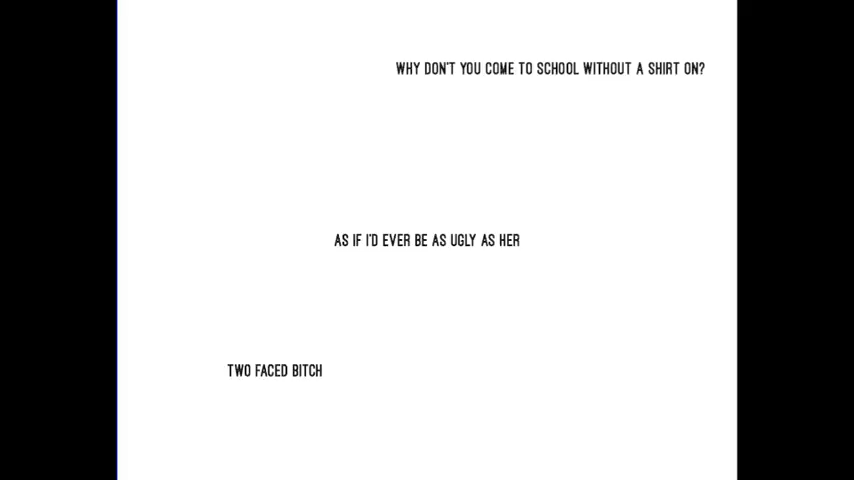 WHY DON'T YOU COME TO SCHOOL WITHOUT A SHIRT ON?
AS IF I'D EVER BE AS UGLY AS HER
TWO FACED BITCH